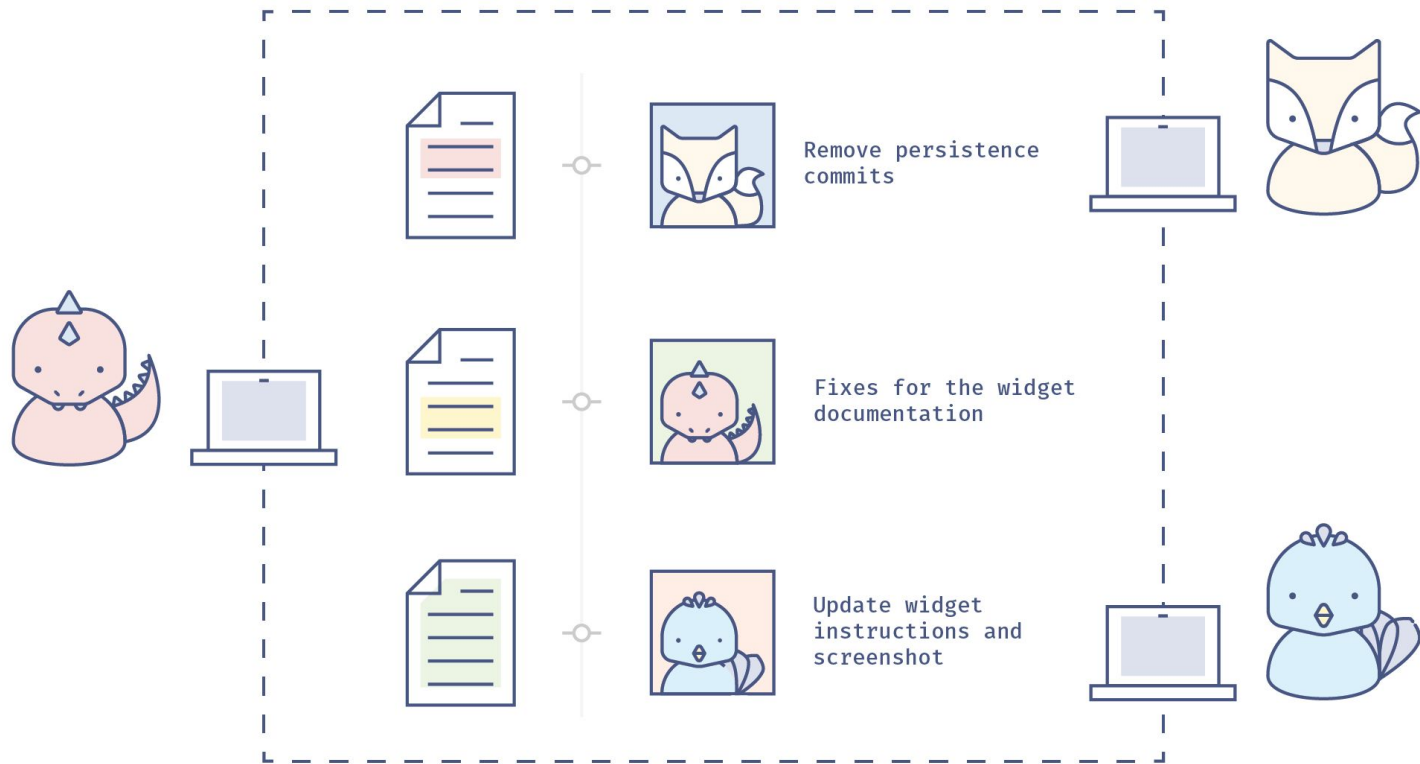 Remove persistence
commits
Fixes for the widget
documentation
Update widget
instructions and
screenshot